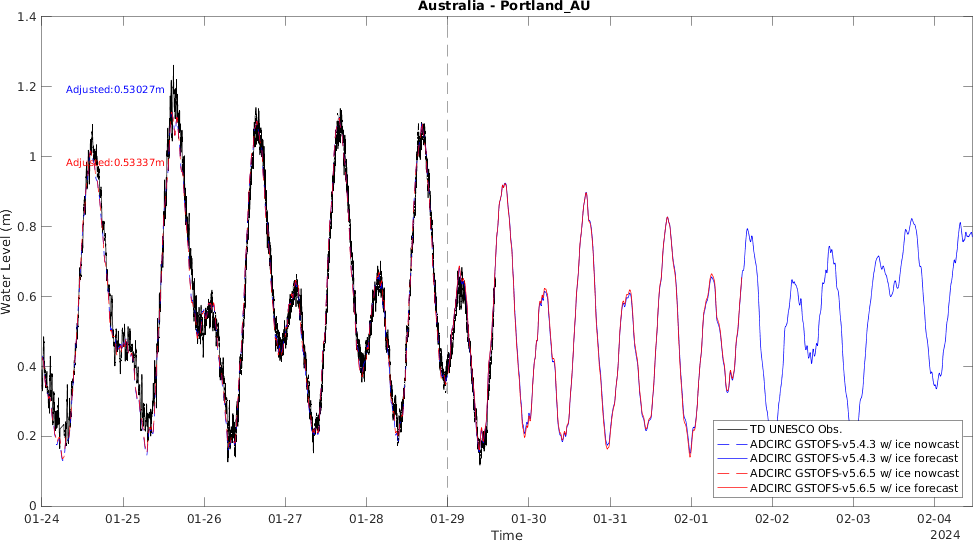 Australia - Portland_AU
1.4
1.2
1
0.8
0.6
0.4
0.2
0
Water Level (m)
Adjusted:0.53027m
Adjusted:0.53337m
TD UNESCO Obs.
ADCIRC GSTOFS-v5.4.3 w/ ice nowcast
ADCIRC GSTOFS-v5.4.3 w/ ice forecast
ADCIRC GSTOFS-v5.6.5 w/ ice nowcast
ADCIRC GSTOFS-v5.6.5 w/ ice forecast
01-24 01-25 01-26 01-27 01-28 01-29 01-30 01-31 02-01 02-02 02-03 02-04
Time
2024